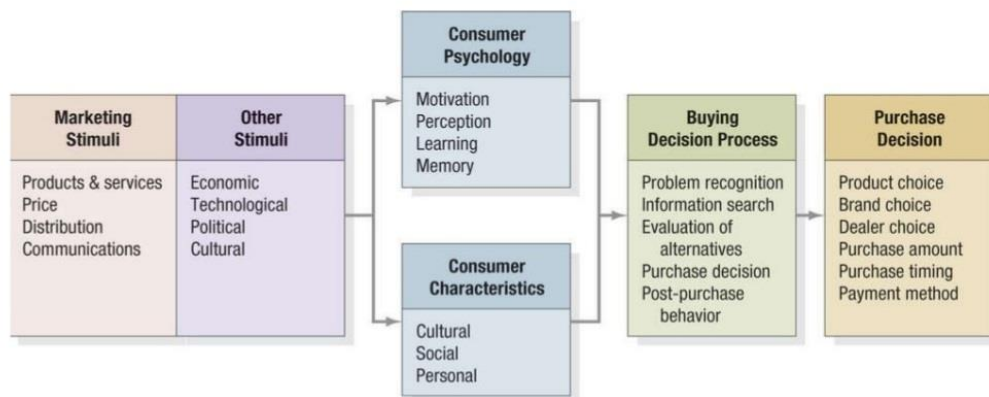 Marketing
Stimuli
Products & services
Price
Distribution
Communications
Other
Stimuli
Economic
Technological
Political
Cultural
Consumer
Psychology
Motivation
Perception
Learning
Memory
Consumer
Characteristics
Cultural
Social
Personal
Buying
Decision Process
Problem recognition
Information search
Evaluation of
alternatives
Purchase decision
Post-purchase
behavior
Purchase
Decision
Product choice
Brand choice
Dealer choice
Purchase amount
Purchase timing
Payment method